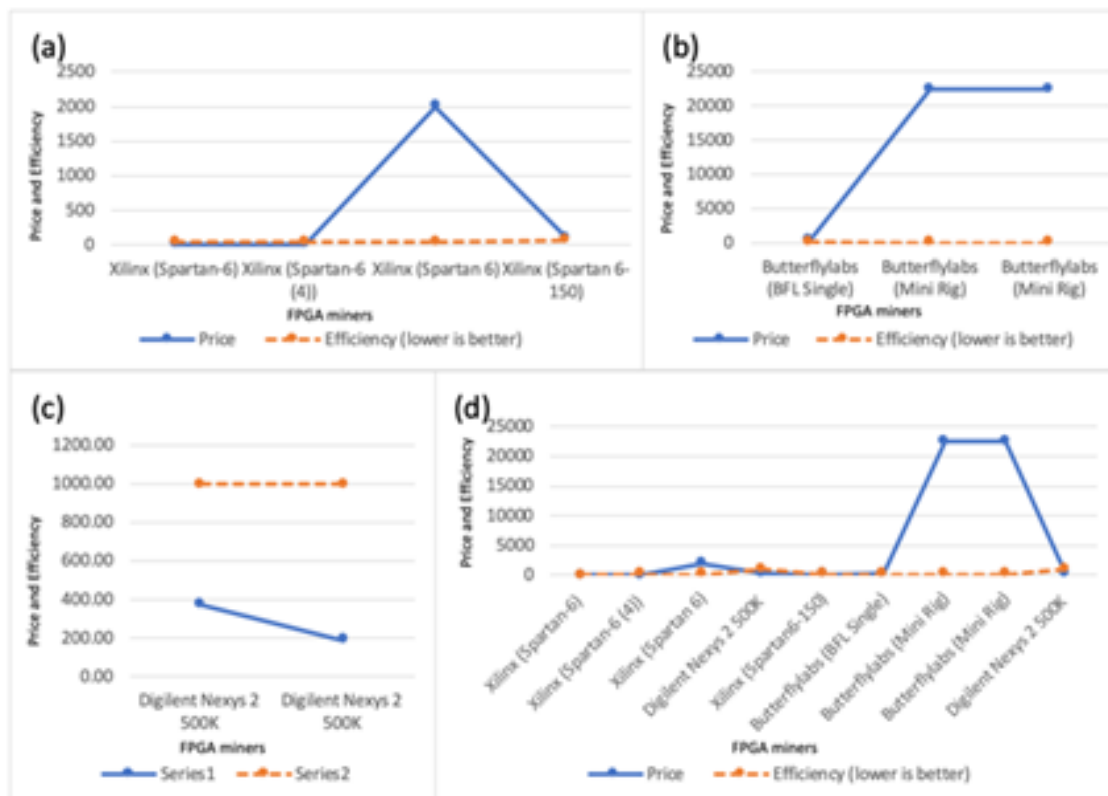 (a)
2500
2000
1500
1000
500
0
Price and Efficiency
Xilinx (Spartan-6) Xilinx (Spartan-6 Xilinx (Spartan 6) Xilinx (Spartan 6-
(4)) 150)
FPGA miners
Price Efficiency (lower is better)
(b)
25000
20000
15000
10000
5000
0
Price and Efficiency
Butterflylabs Butterflylabs Butterflylabs
(BFL Single) (Mini Rig) (Mini Rig)
FPGA miners
Price Efficiency (lower is better)
(c)
1200.00
1000.00
800.00
600.00
400.00
200.00
0.00
Price and Efficiency
Digilent Nexys 2 Digilent Nexys 2
500K 500K
FPGA miners
Series1 Series2
(d)
25000
20000
15000
10000
5000
0
Price and Efficiency
Xilinx (Spartan-6)
Xilinx (Spartan-6 (4))
Xilinx (Spartan 6)
Digilent Nexys 2 500K
Xilinx (Spartan6-150)
Butterflylabs (BFL Single)
Butterflylabs (Mini Rig)
Butterflylabs (Mini Rig)
Digilent Nexys 2 500K
FPGA miners
Price Efficiency (lower is better)